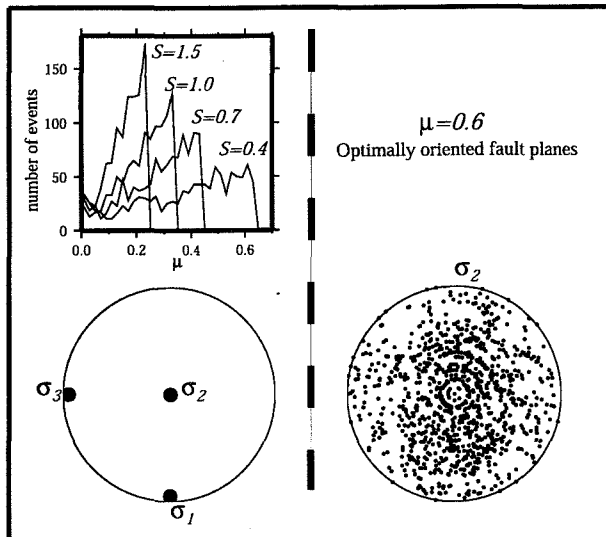 150
100
50
0
number of events
S=1.5
S=1.0
S=0.7
S=0.4
0.0 0.2 0.4 0.6
μ
μ=0.6
Optimally oriented fault planes
σ3
σ2
σ1
σ2